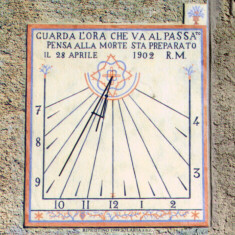 GUARDA L'ORA CHE VA AL PASSATO
PENSA ALLA MORTE STA PREPARATO
IL 28 APRILE 1902 R.M.
7 4
8 3
9
10 11 12 1 2